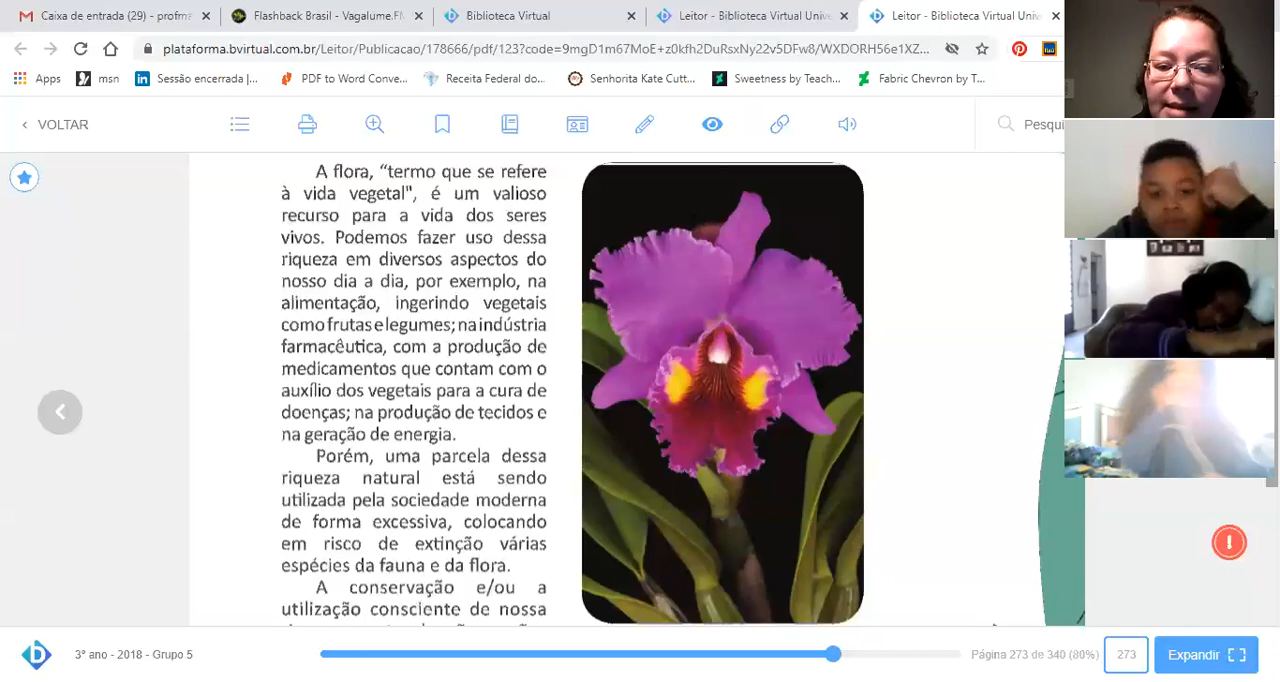 Caixa de entrada (29) - profma
Flashback Brasil - Vagalume.FM
Biblioteca Virtual
Leitor - Biblioteca Virtual Unive
Leitor - Biblioteca Virtual Univ
plataforma.bvirtual.com.br/Leitor/Publicacao/178666/pdf/123?code=9mgD1m67MoE+z0kfh2DuRsxNy22v5DFw8/WXDORH56e1XZ...
Apps
msn
Sessão encerrada |...
PDF to Word Conve...
Receita Federal do...
Senhorita Kate Cutt...
Sweetness by Teach...
Fabric Chevron by T...
VOLTAR
Pesqui
A flora, “termo que se refere
à vida vegetal", é um valioso
recurso para a vida dos seres
vivos. Podemos fazer uso dessa
riqueza em diversos aspectos do
nosso dia a dia, por exemplo, na
alimentação, ingerindo vegetais
como frutas e legumes; na indústria
farmacêutica, com a produção de
medicamentos que contam com o
auxílio dos vegetais para a cura de
doenças; na produção de tecidos e
na geração de energia.
Porém, uma parcela dessa
riqueza natural está sendo
utilizada pela sociedade moderna
de forma excessiva, colocando
em risco de extinção várias
espécies da fauna e da flora.
A conservação e/ou a
utilização consciente de nossa
3º ano - 2018 - Grupo 5
Página 273 de 340 (80%)
273
Expandir